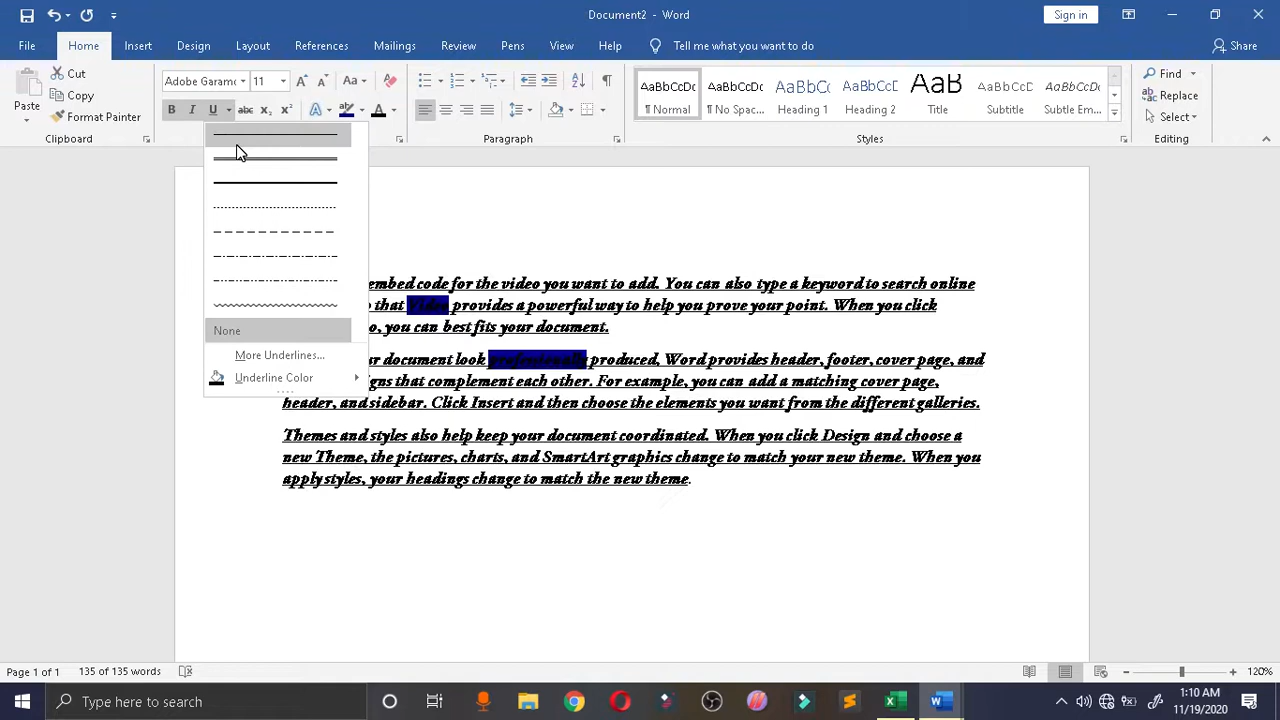 Document2 - Word
Sign in
File Home Insert Design Layout References Mailings Review Pens View Help Tell me what you want to do Share
Paste
Cut
Copy
Format Painter
Clipboard
Adobe Garam 11 Aa
B I U abc x₂ x² A A
AaBbCcDc AaBbCcDc AaBbCc AaBbCcC AaB AaBbCcC AaBbCcDc
¶ Normal ¶ No Spac... Heading 1 Heading 2 Title Subtitle Subtle Em...
Styles
Find
Replace
Select
Editing
None
More Underlines...
Underline Color
embed code for the video you want to add. You can also type a keyword to search online
that Video provides a powerful way to help you prove your point. When you click
o, you can best fits your document.
r document look professionally produced, Word provides header, footer, cover page, and
igns that complement each other. For example, you can add a matching cover page,
header, and sidebar. Click Insert and then choose the elements you want from the different galleries.
Themes and styles also help keep your document coordinated. When you click Design and choose a
new Theme, the pictures, charts, and SmartArt graphics change to match your new theme. When you
apply styles, your headings change to match the new theme.
Page 1 of 1 135 of 135 words 120%
Type here to search
1:10 AM
11/19/2020